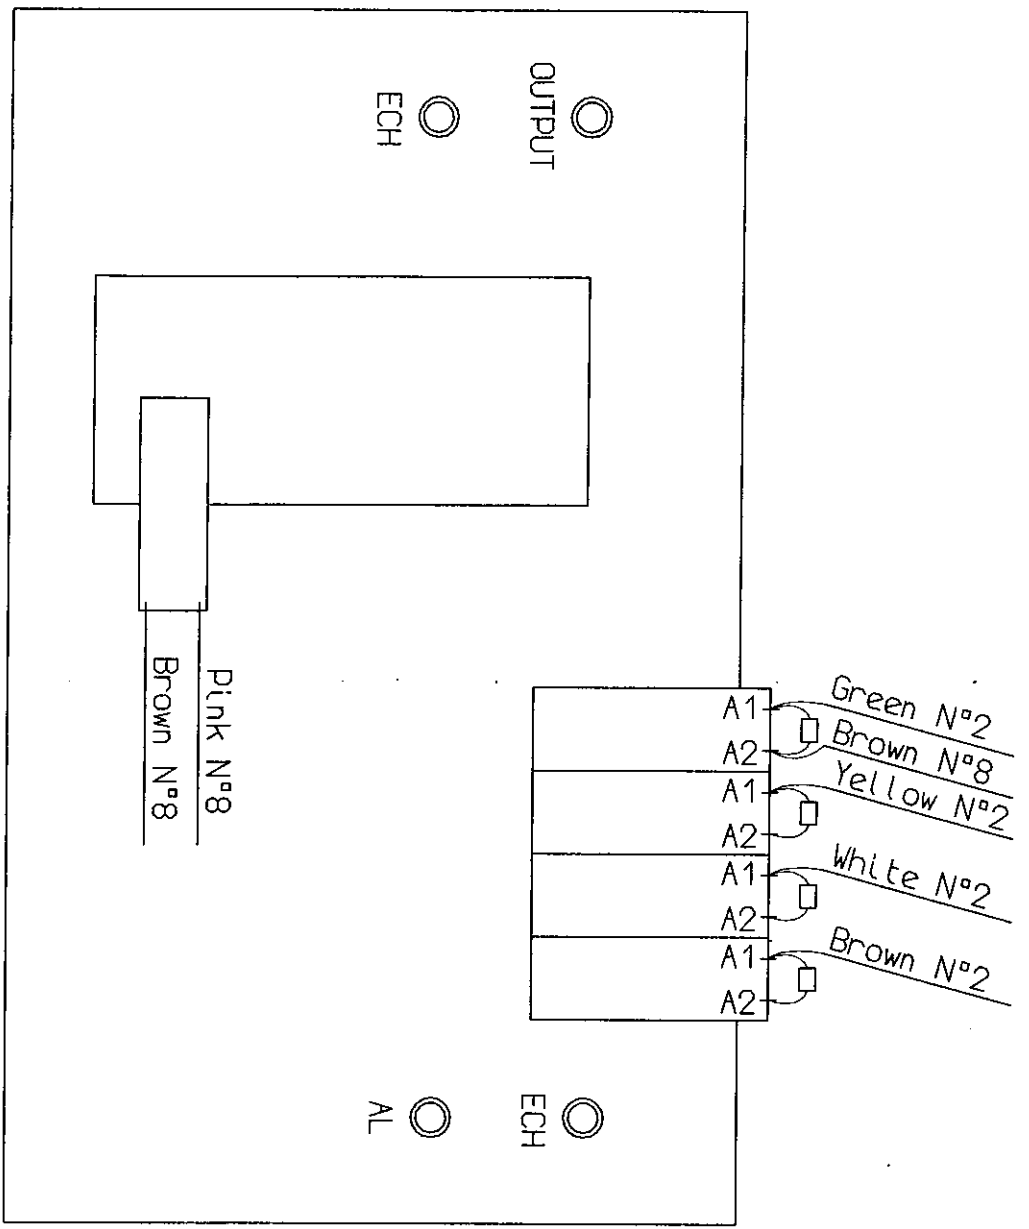 OUTPUT
ECH
Pink N°8
Brown N°8
A1
Green N°2
A2
Brown N°8
A1
Yellow N°2
A2
A1
White N°2
A2
A1
Brown N°2
A2
ECH
AL